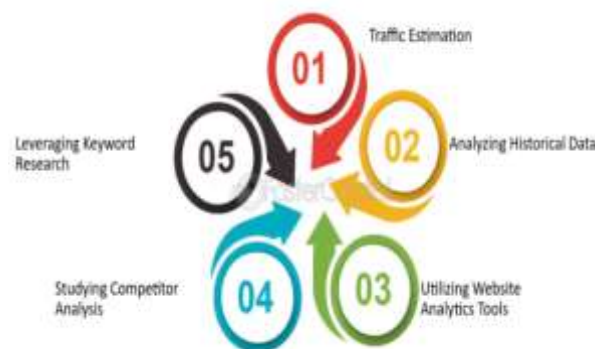 01
Traffic Estimation
02
Analyzing Historical Data
03
Utilizing Website
Analytics Tools
04
Studying Competitor
Analysis
05
Leveraging Keyword
Research